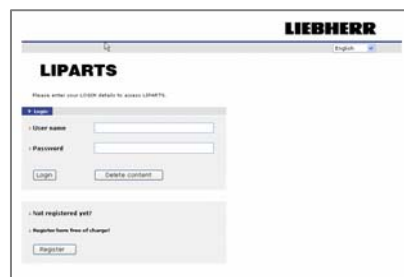 LIEBHERR
English
LIPARTS
Please enter your LOGIN details to access LIPARTS.
Login
User name
Password
Login Delete content
Not registered yet?
Register here free of charge!
Register